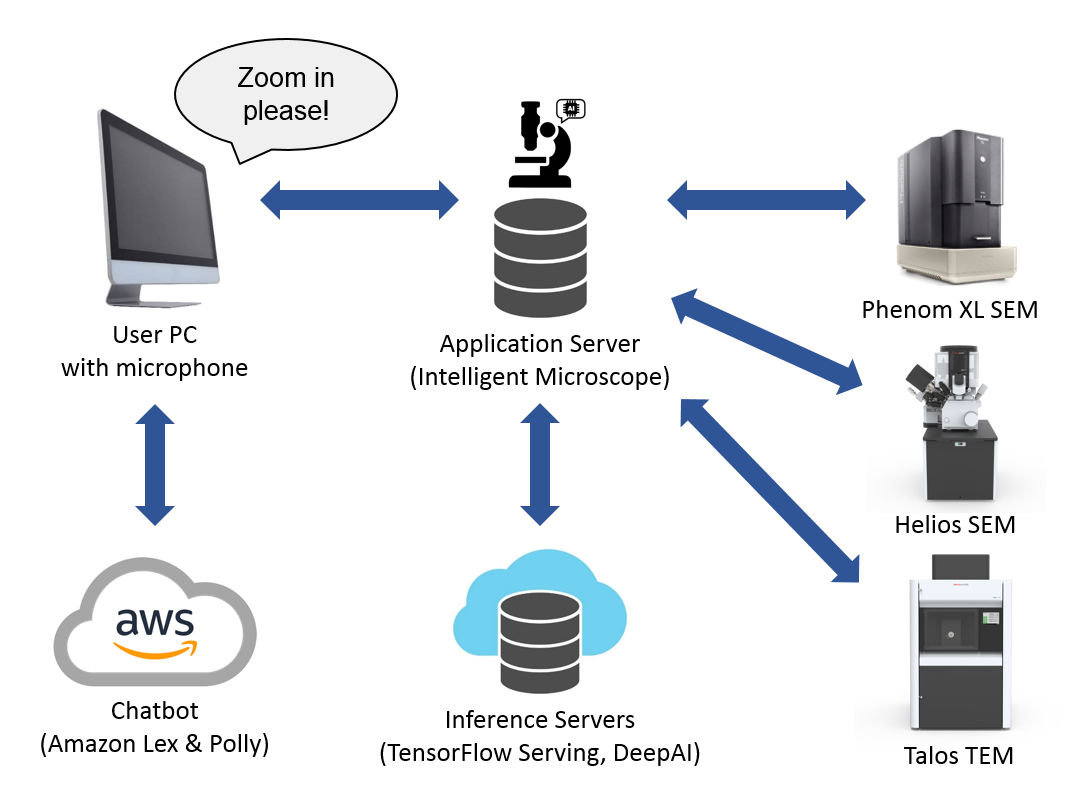 Zoom in
please!
AI
User PC
with microphone
Application Server
(Intelligent Microscope)
Phenom XL SEM
Helios SEM
aws
Chatbot
(Amazon Lex & Polly)
Inference Servers
(TensorFlow Serving, DeepAI)
Talos TEM